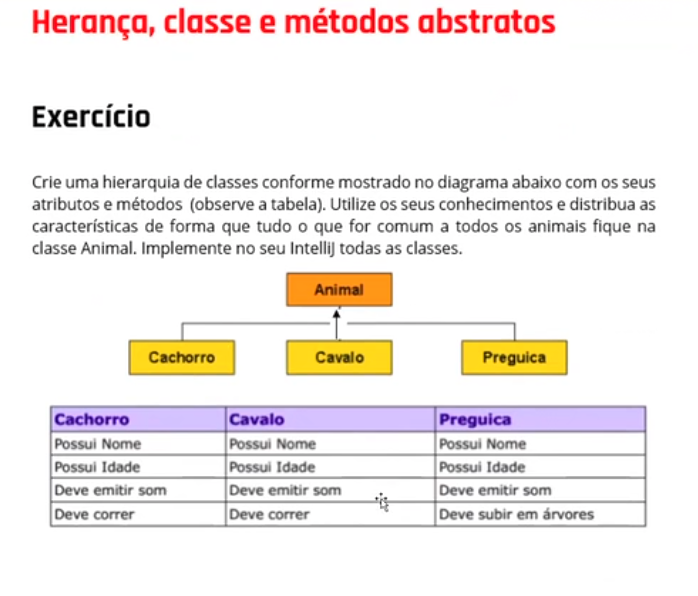 Herança, classe e métodos abstratos
Exercício
Crie uma hierarquia de classes conforme mostrado no diagrama abaixo com os seus
atributos e métodos (observe a tabela). Utilize os seus conhecimentos e distribua as
características de forma que tudo o que for comum a todos os animais fique na
classe Animal. Implemente no seu IntelliJ todas as classes.
Animal
Cachorro Cavalo Preguica
Cachorro Cavalo Preguica
Possui Nome Possui Nome Possui Nome
Possui Idade Possui Idade Possui Idade
Deve emitir som Deve emitir som Deve emitir som
Deve correr Deve correr Deve subir em árvores